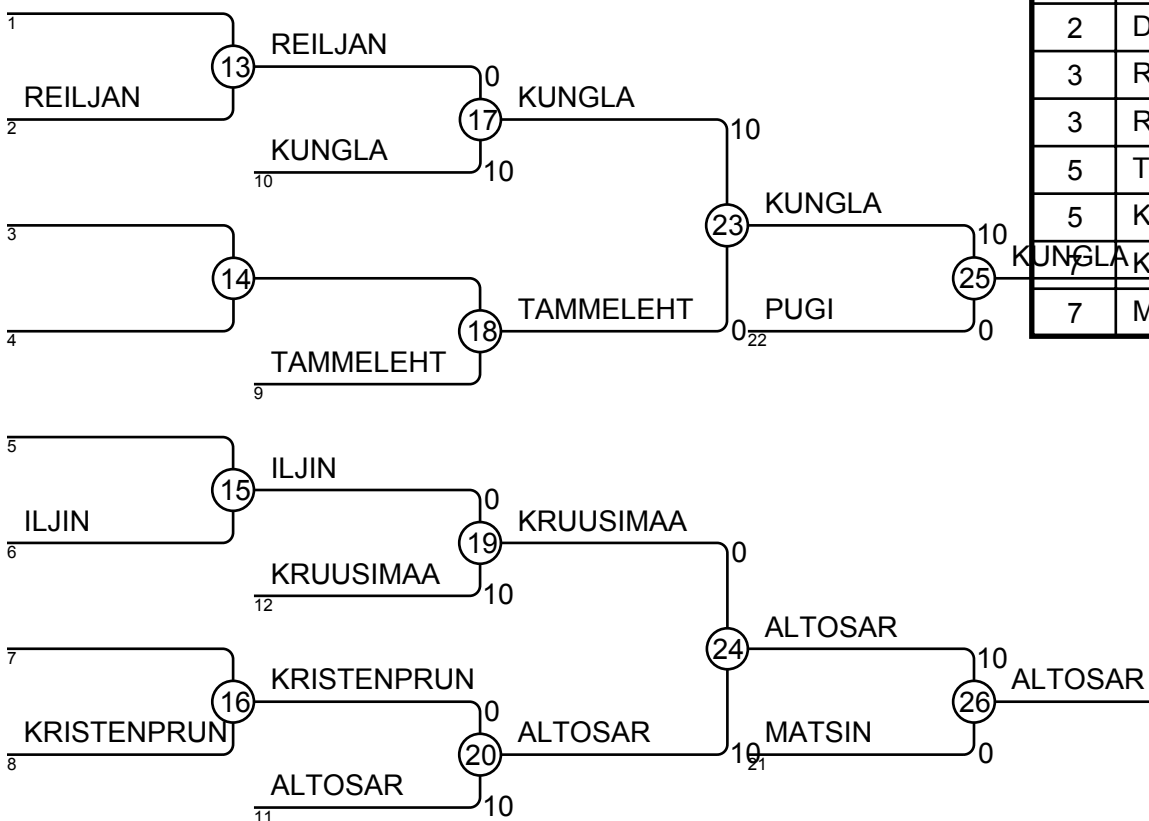 1
2 D
REILJAN
13
3 R
0
REILJAN
KUNGLA
17
10
3 R
2
KUNGLA
10
10
5 T
KUNGLA
5 K
3
23
10
KUNGLA
7 K
14
25
TAMMELEHT
PUGI
7 M
4
18
0
22
0
TAMMELEHT
9
5
ILJIN
15
0
ILJIN
KRUUSIMAA
6
19
0
KRUUSIMAA
12
10
ALTOSAR
7
24
10
KRISTENPRUN
ALTOSAR
16
0
26
KRISTENPRUN
ALTOSAR
MATSIN
8
20
10
21
0
ALTOSAR
11
10